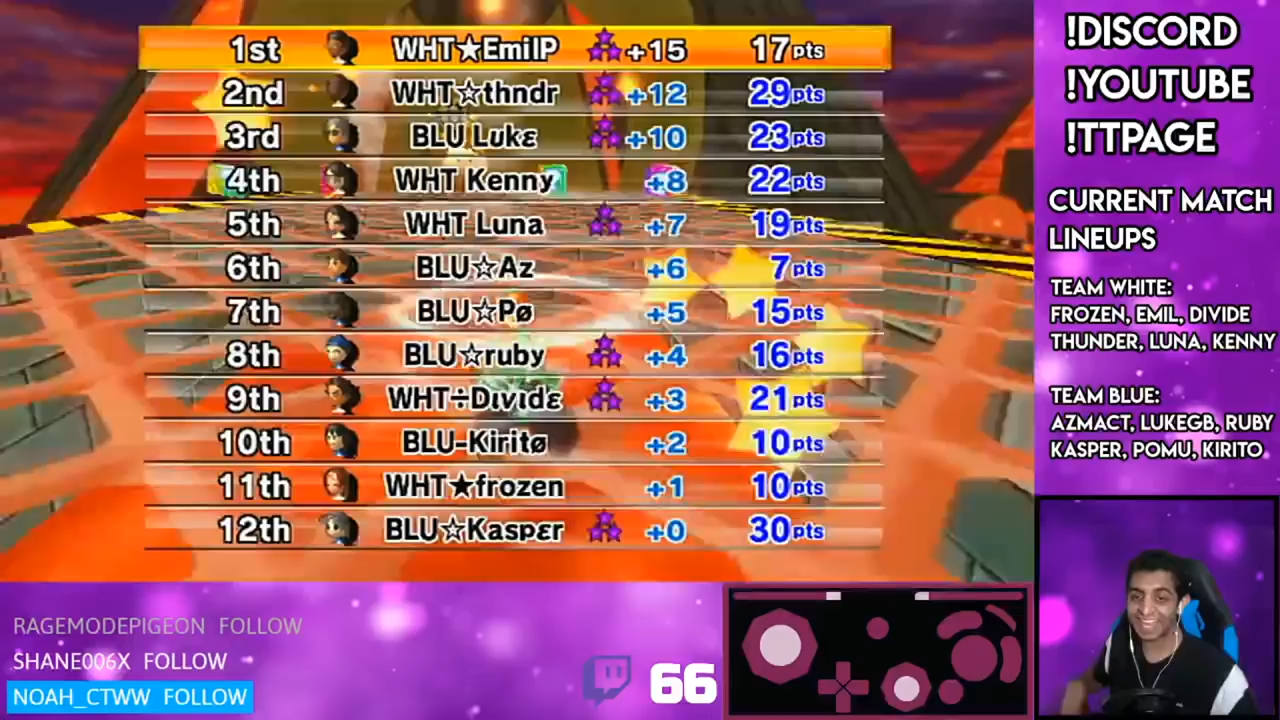 1st WHT★EmilP +15 17pts
2nd WHT☆thndr +12 29pts
3rd BLU Lukε +10 23pts
4th WHT Kenny +8 22pts
5th WHT Luna +7 19pts
6th BLU☆Az +6 7pts
7th BLU☆Pø +5 15pts
8th BLU☆ruby +4 16pts
9th WHT÷Dιvιdε +3 21pts
10th BLU-Kiritø +2 10pts
11th WHT★frozen +1 10pts
12th BLU☆Kaspεr +0 30pts
!DISCORD
!YOUTUBE
!TTPAGE
CURRENT MATCH
LINEUPS
TEAM WHITE:
FROZEN, EMIL, DIVIDE
THUNDER, LUNA, KENNY
TEAM BLUE:
AZMACT, LUKEGB, RUBY
KASPER, POMU, KIRITO
RAGEMODEPIGEON FOLLOW
SHANE006X FOLLOW
NOAH_CTWW FOLLOW
66